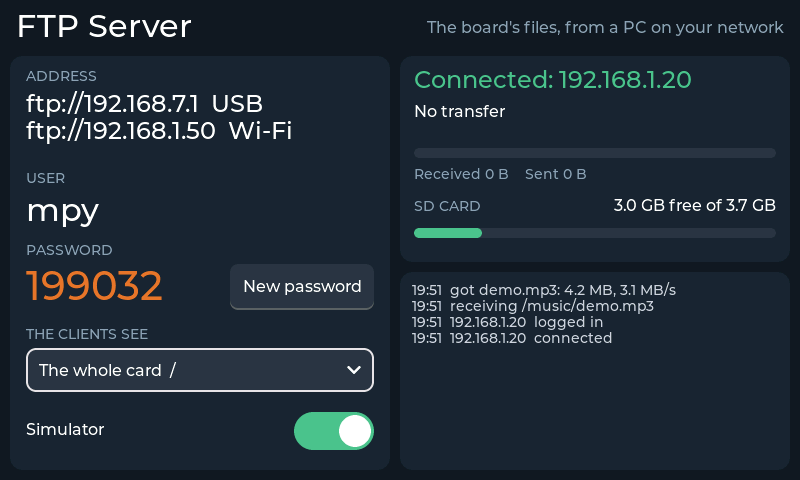 FTP Server
The board's files, from a PC on your network
ADDRESS
ftp://192.168.7.1  USB
ftp://192.168.1.50  Wi-Fi
USER
mpy
PASSWORD
199032
New password
THE CLIENTS SEE
The whole card  /
Simulator
Connected: 192.168.1.20
No transfer
Received 0 B    Sent 0 B
SD CARD
3.0 GB free of 3.7 GB
19:51  got demo.mp3: 4.2 MB, 3.1 MB/s
19:51  receiving /music/demo.mp3
19:51  192.168.1.20  logged in
19:51  192.168.1.20  connected